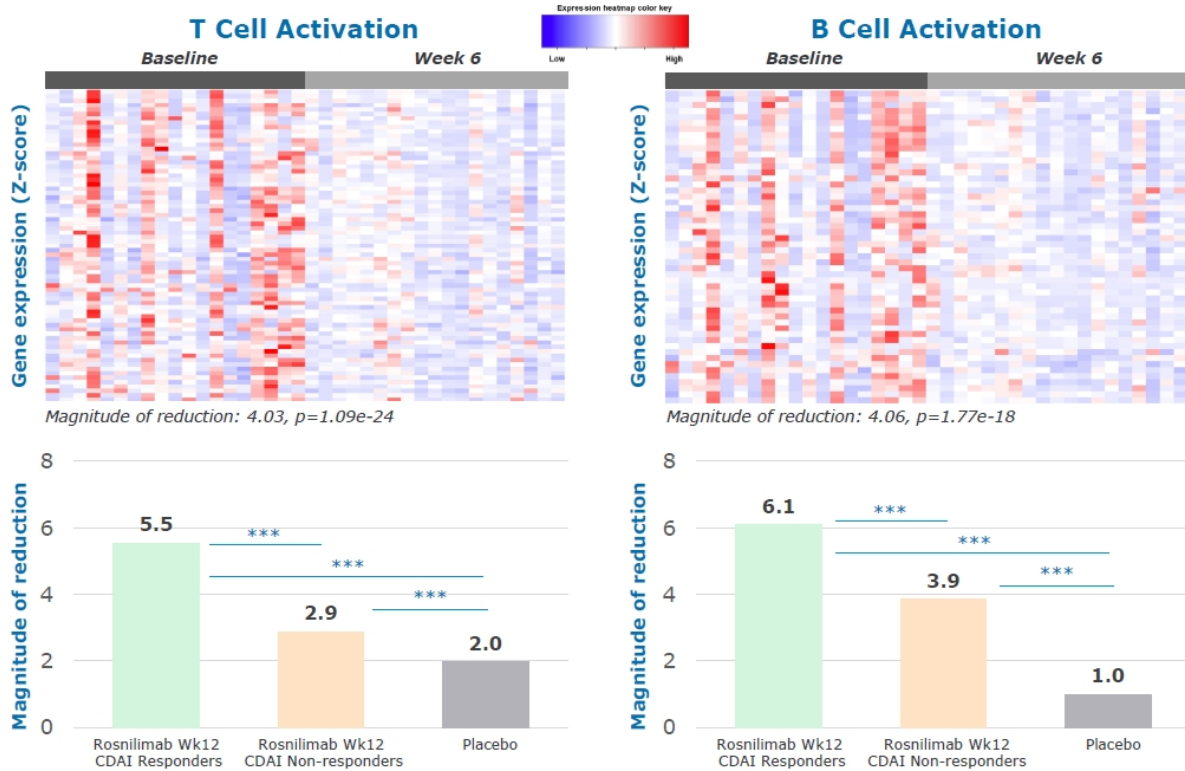 Expression heatmap color key
Low
High
T Cell Activation
Baseline
Week 6
Gene expression (Z-score)
Magnitude of reduction: 4.03, p=1.09e-24
B Cell Activation
Baseline
Week 6
Gene expression (Z-score)
Magnitude of reduction: 4.06, p=1.77e-18
Magnitude of reduction
8
6
4
2
0
5.5
2.9
2.0
***
***
***
Rosnilimab Wk12
CDAI Responders
Rosnilimab Wk12
CDAI Non-responders
Placebo
Magnitude of reduction
8
6
4
2
0
6.1
3.9
1.0
***
***
***
Rosnilimab Wk12
CDAI Responders
Rosnilimab Wk12
CDAI Non-responders
Placebo